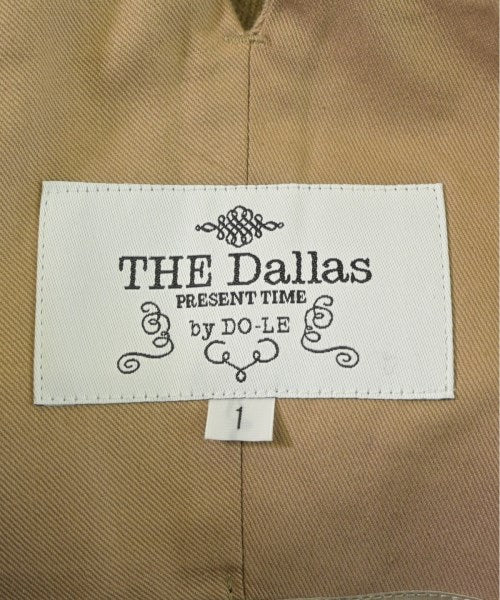 THE Dallas
PRESENT TIME
by DO-LE
1